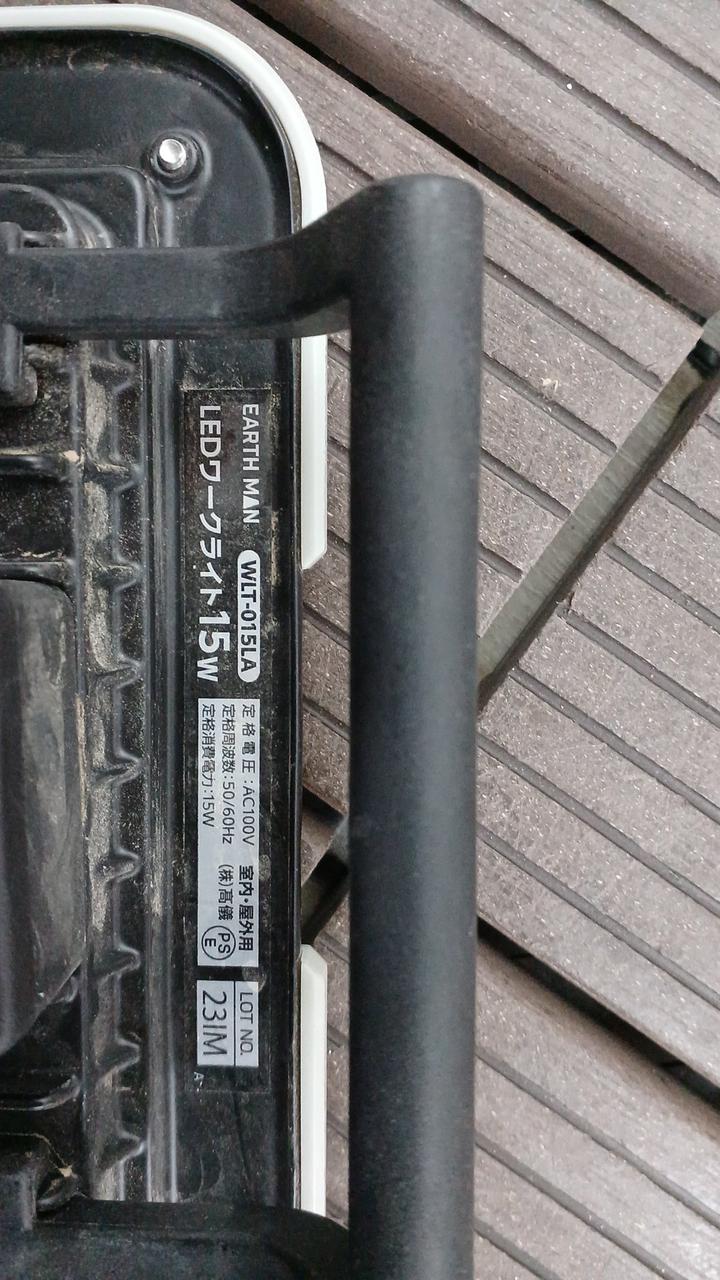 EARTH MAN WLT-015LA
LEDワークライト15W
定格電圧:AC100V
定格周波数:50/60Hz
定格消費電力:15W
室内・屋外用
(株)髙儀
PS
E
LOT NO.
23IM
A